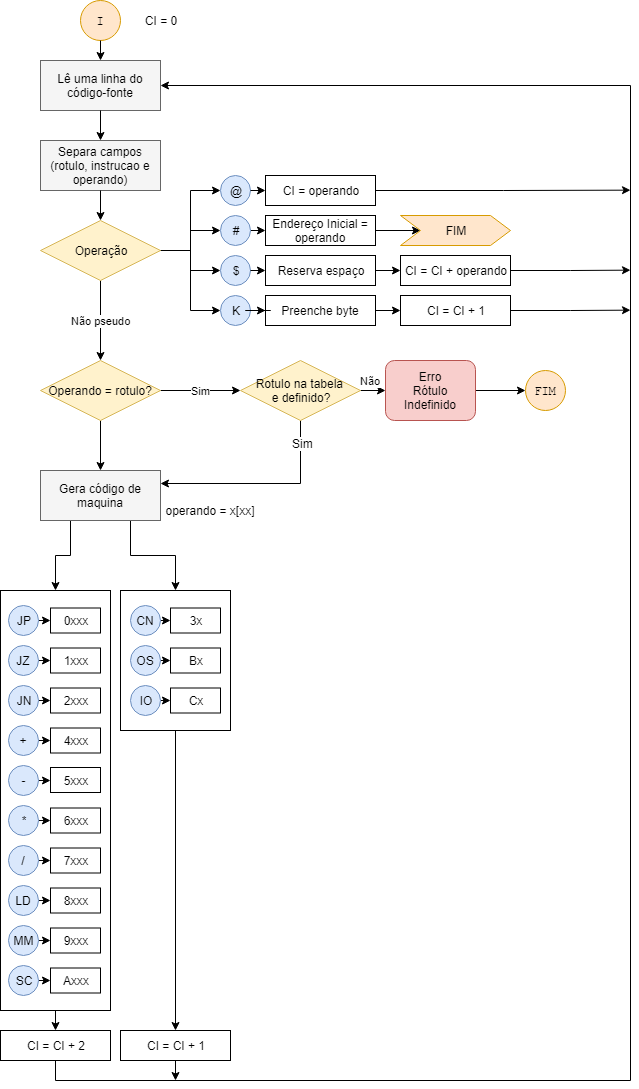 I
CI = 0
Lê uma linha do
código-fonte
Separa campos
(rotulo, instrucao e
operando)
Operação
@
CI = operando
#
Endereço Inicial =
operando
FIM
$
Reserva espaço
CI = CI + operando
K
Preenche byte
CI = CI + 1
Não pseudo
Operando = rotulo?
Sim
Rotulo na tabela
e definido?
Não
Erro
Rótulo
Indefinido
FIM
Sim
Gera código de
maquina
operando = x[xx]
JP
0xxx
JZ
1xxx
JN
2xxx
+
4xxx
-
5xxx
*
6xxx
/
7xxx
LD
8xxx
MM
9xxx
SC
Axxx
CI = CI + 2
CN
3x
OS
Bx
IO
Cx
CI = CI + 1